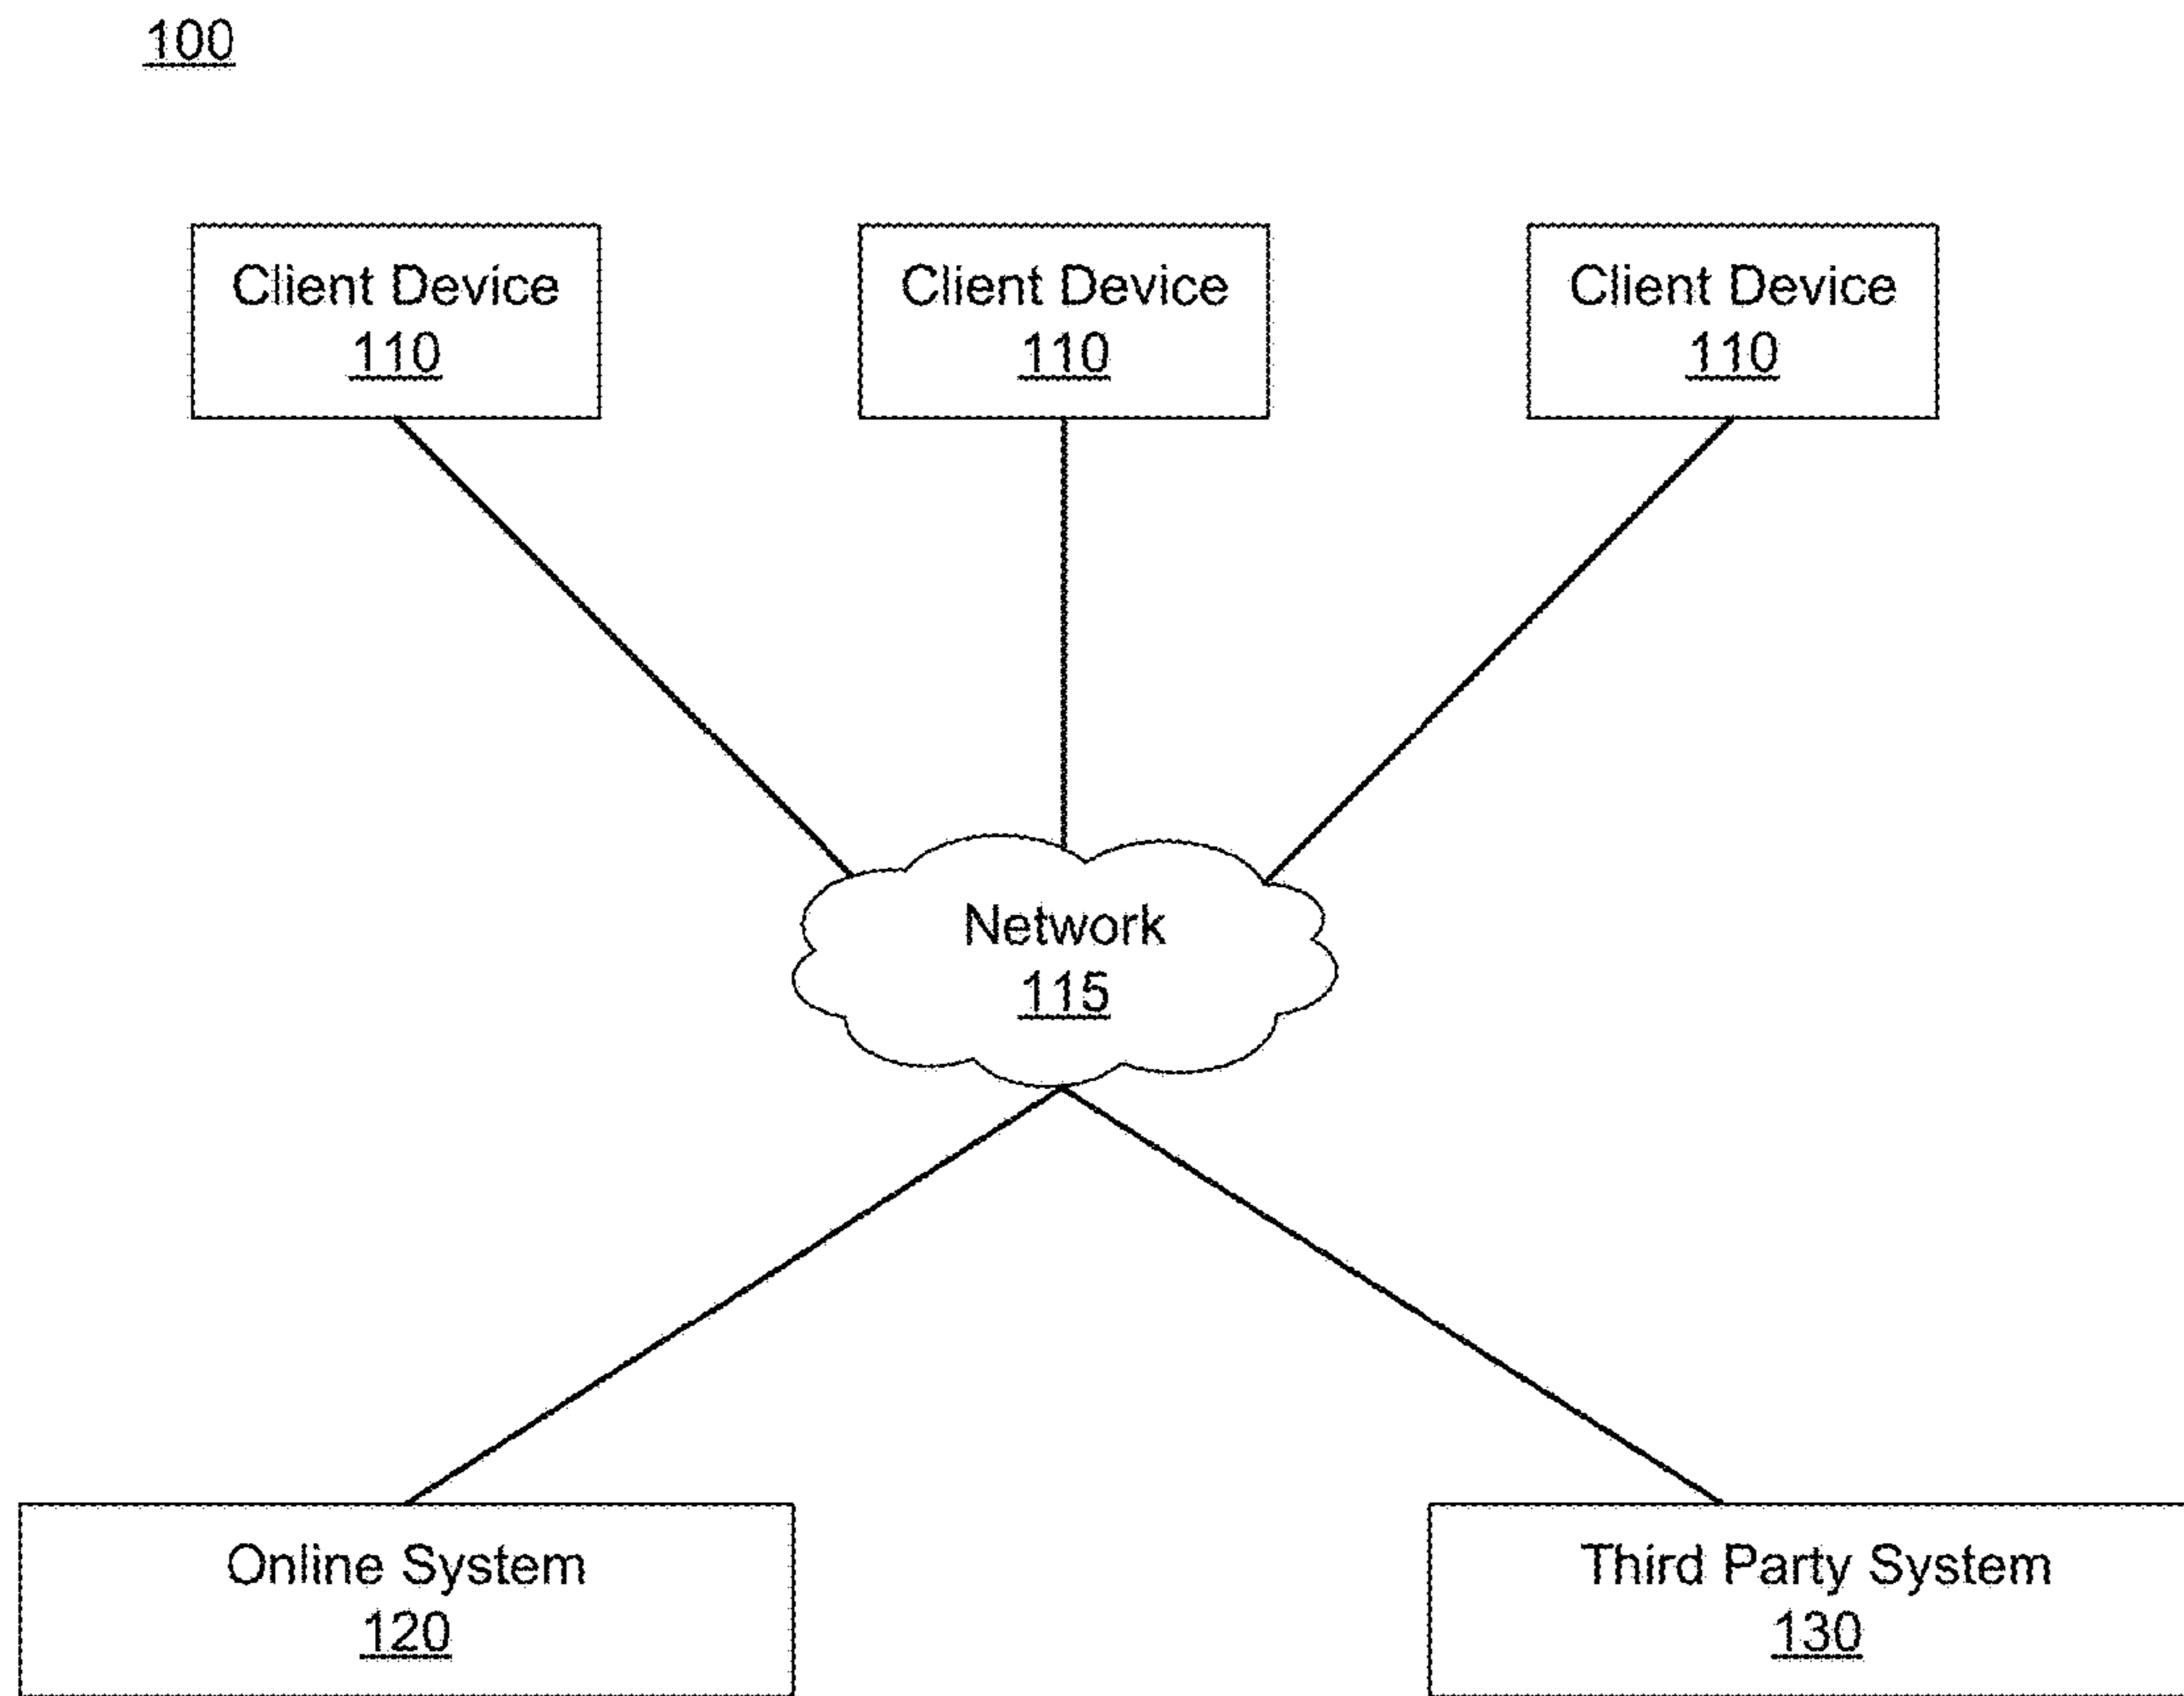 100
Client Device
110
Client Device
110
Client Device
110
Network
115
Online System
120
Third Party System
130